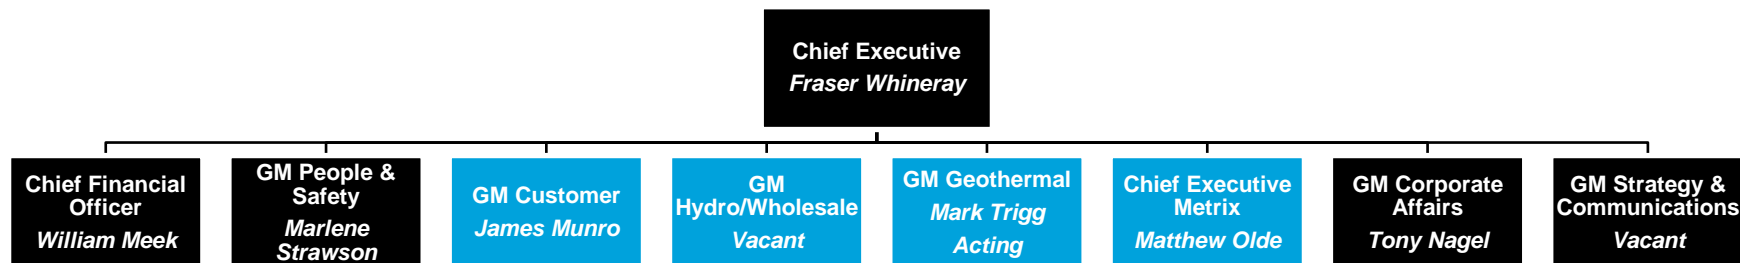 Chief Executive
Fraser Whineray
Chief Financial
Officer
William Meek
GM People &
Safety
Marlene
Strawson
GM Customer
James Munro
GM
Hydro/Wholesale
Vacant
GM Geothermal
Mark Trigg
Acting
Chief Executive
Metrix
Matthew Olde
GM Corporate
Affairs
Tony Nagel
GM Strategy &
Communications
Vacant